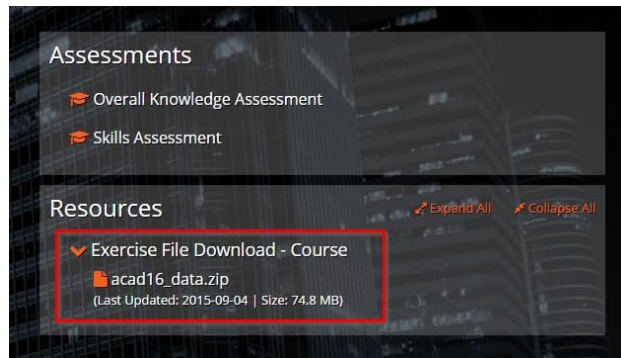 Assessments
Overall Knowledge Assessment
Skills Assessment
Resources
Expand All
Collapse All
Exercise File Download - Course
acad16_data.zip
(Last Updated: 2015-09-04 | Size: 74.8 MB)